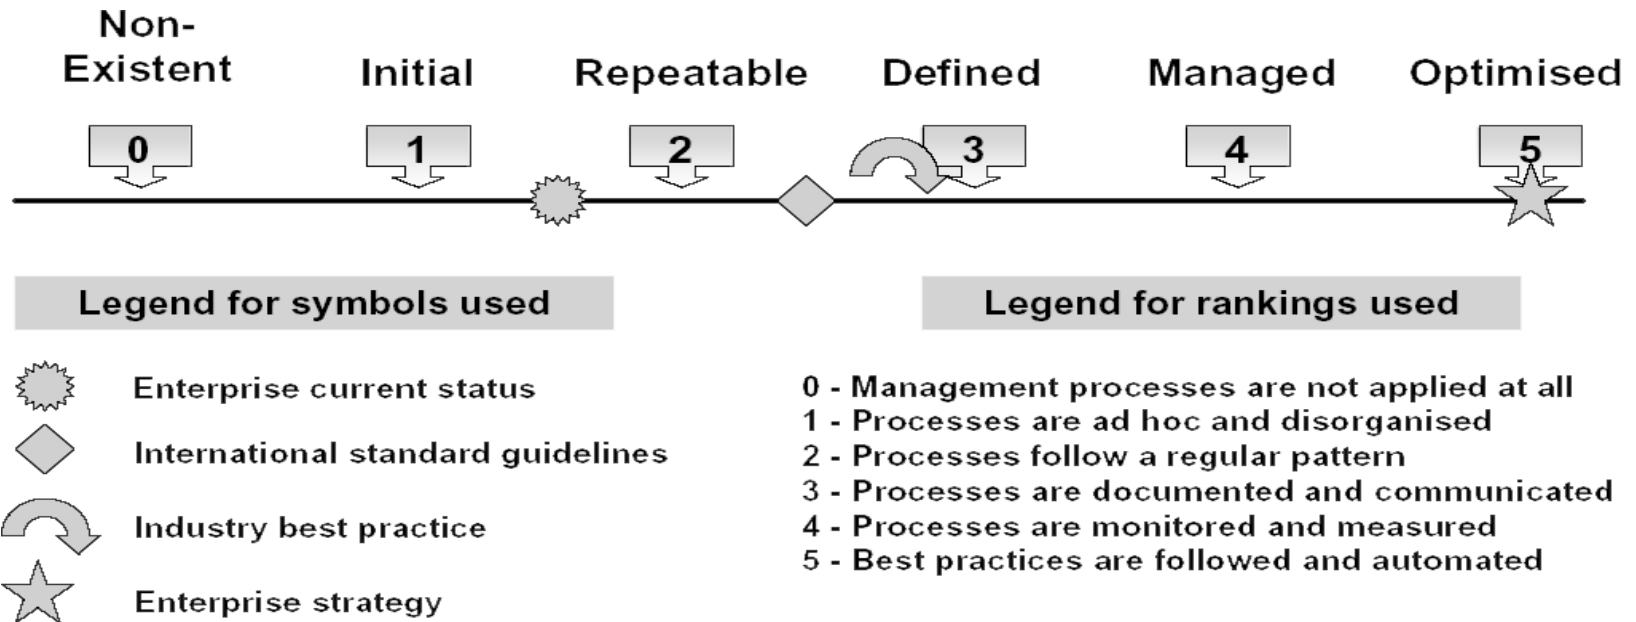 Non-
Existent
Initial
Repeatable
Defined
Managed
Optimised
0
1
2
3
4
5
Legend for symbols used
Enterprise current status
International standard guidelines
Industry best practice
Enterprise strategy
Legend for rankings used
0 - Management processes are not applied at all
1 - Processes are ad hoc and disorganised
2 - Processes follow a regular pattern
3 - Processes are documented and communicated
4 - Processes are monitored and measured
5 - Best practices are followed and automated